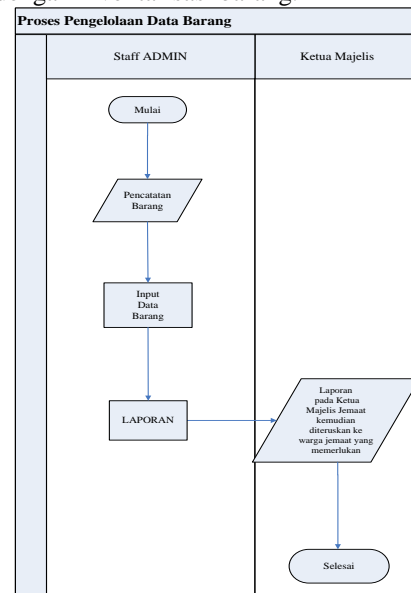 Proses Pengelolaan Data Barang
Staff ADMIN
Ketua Majelis
Mulai
Pencatatan
Barang
Input
Data
Barang
LAPORAN
Laporan
pada Ketua
Majelis Jemaat
kemudian
diteruskan ke
warga jemaat yang
memerlukan
Selesai